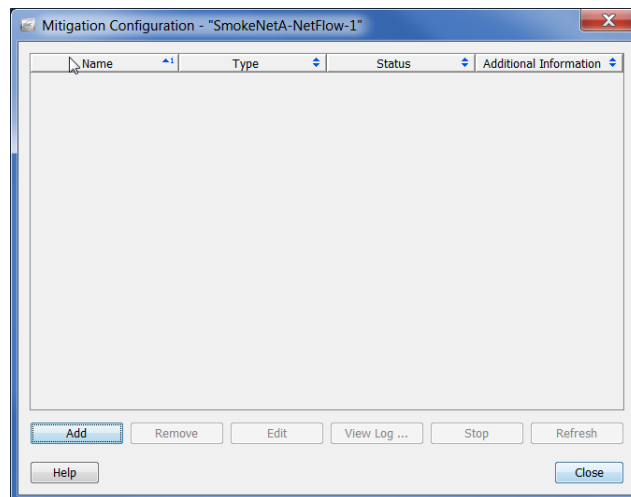 Mitigation Configuration - "SmokeNetA-NetFlow-1"
Name 1 Type Status Additional Information
Add Remove Edit View Log ... Stop Refresh
Help Close